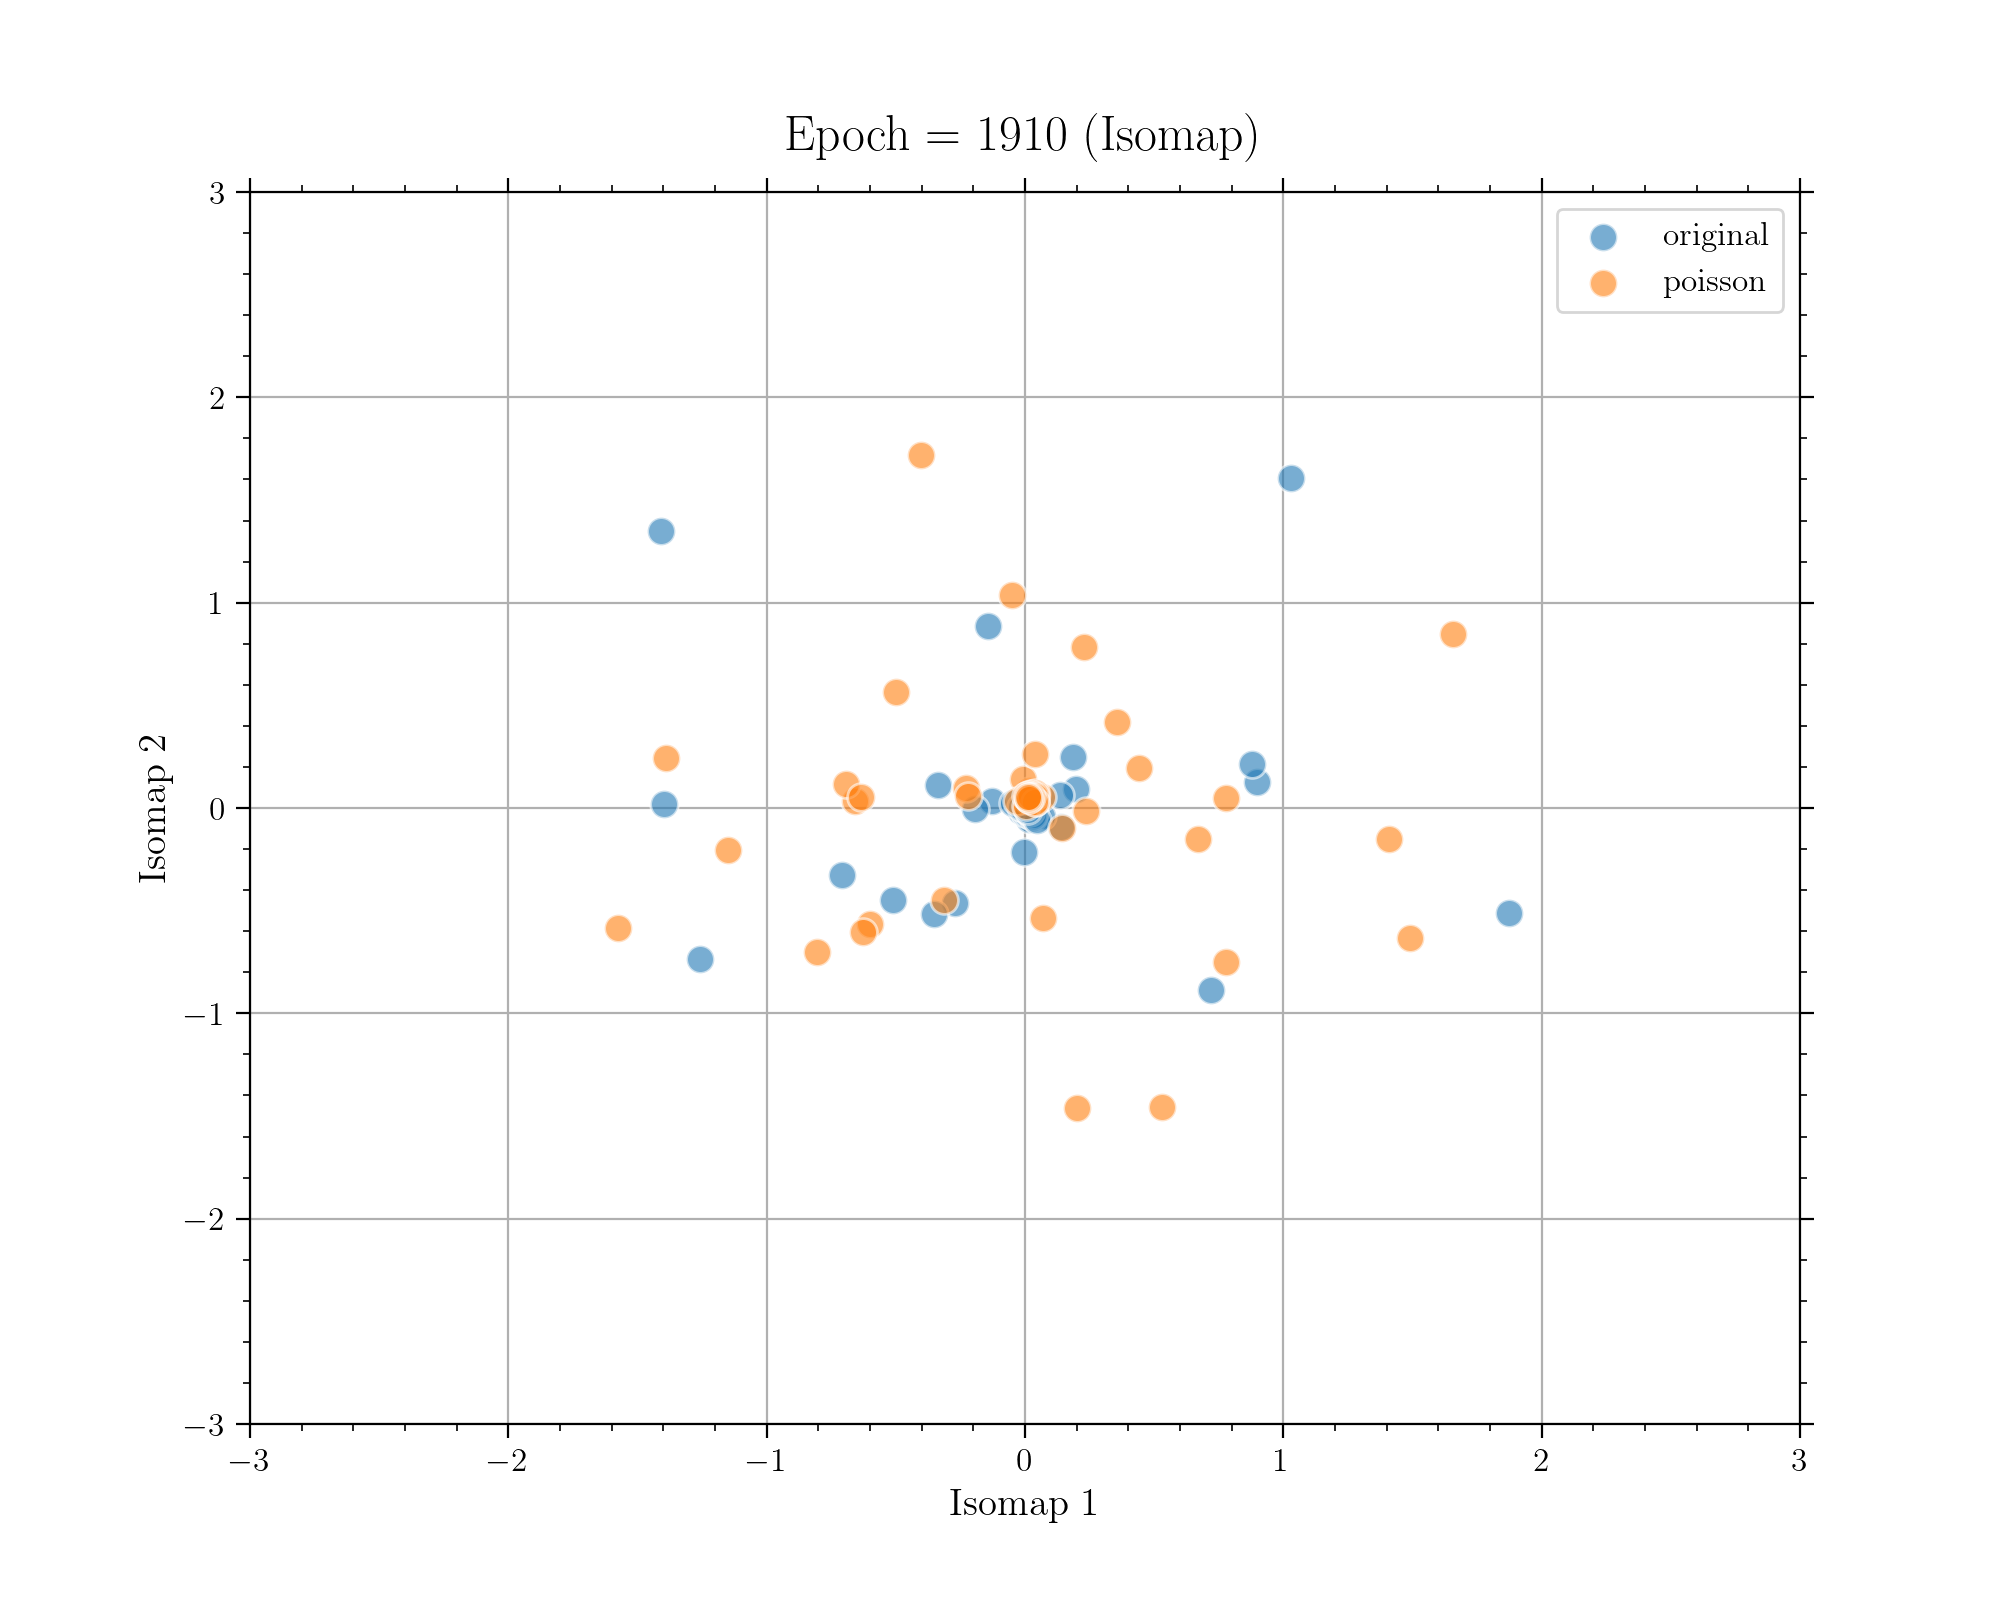 Epoch = 1910 (Isomap)
original
poisson
3
2
1
0
−1
−2
−3
Isomap 2
−3
−2
−1
0
1
2
3
Isomap 1